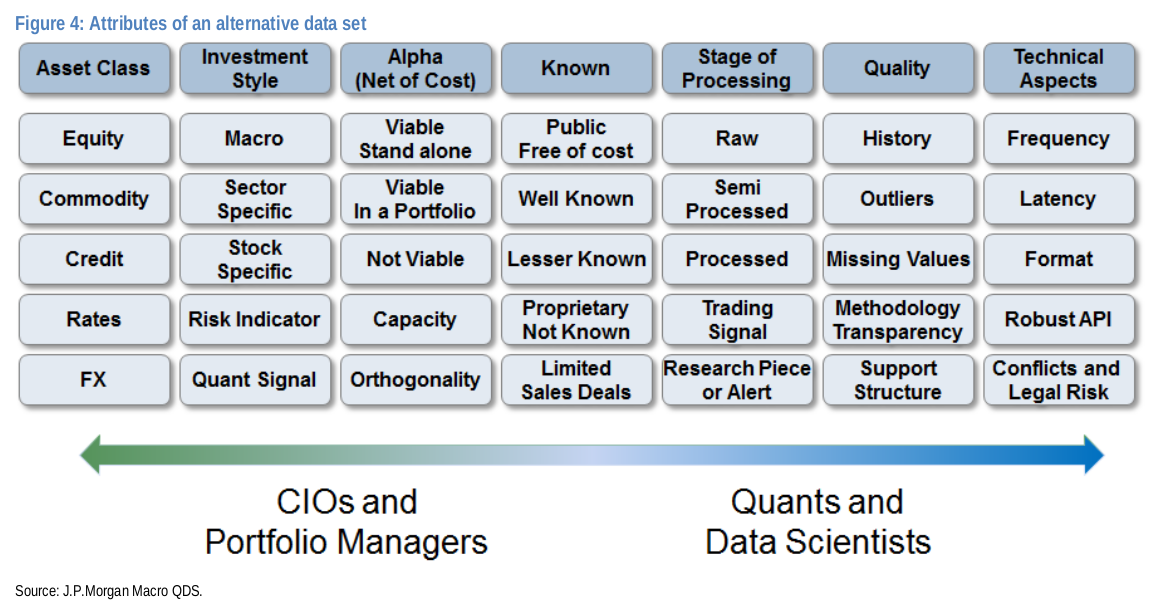 Figure 4: Attributes of an alternative data set
Asset Class
Investment
Style
Alpha
(Net of Cost)
Known
Stage of
Processing
Quality
Technical
Aspects
Equity
Macro
Viable
Stand alone
Public
Free of cost
Raw
History
Frequency
Commodity
Sector
Specific
Viable
In a Portfolio
Well Known
Semi
Processed
Outliers
Latency
Credit
Stock
Specific
Not Viable
Lesser Known
Processed
Missing Values
Format
Rates
Risk Indicator
Capacity
Proprietary
Not Known
Trading
Signal
Methodology
Transparency
Robust API
FX
Quant Signal
Orthogonality
Limited
Sales Deals
Research Piece
or Alert
Support
Structure
Conflicts and
Legal Risk
CIOs and
Portfolio Managers
Quants and
Data Scientists
Source: J.P.Morgan Macro QDS.